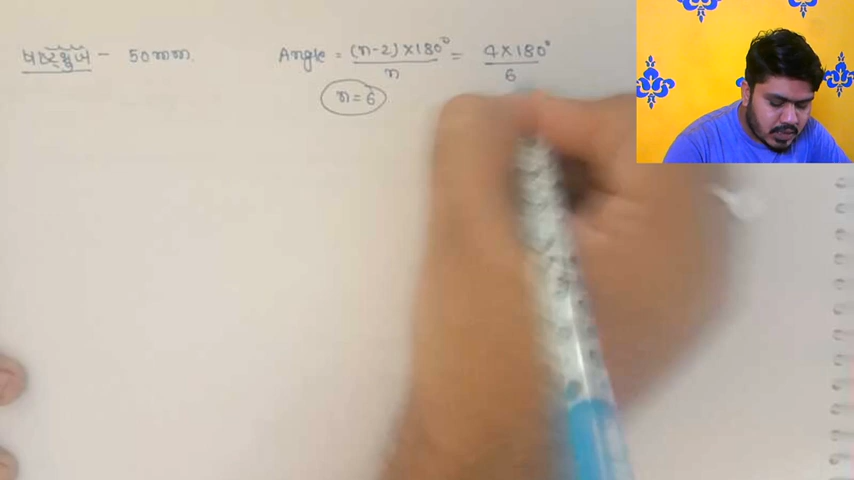 - 50mm Angle = (n-2)×180° / n = 4×180° / 6
n=6